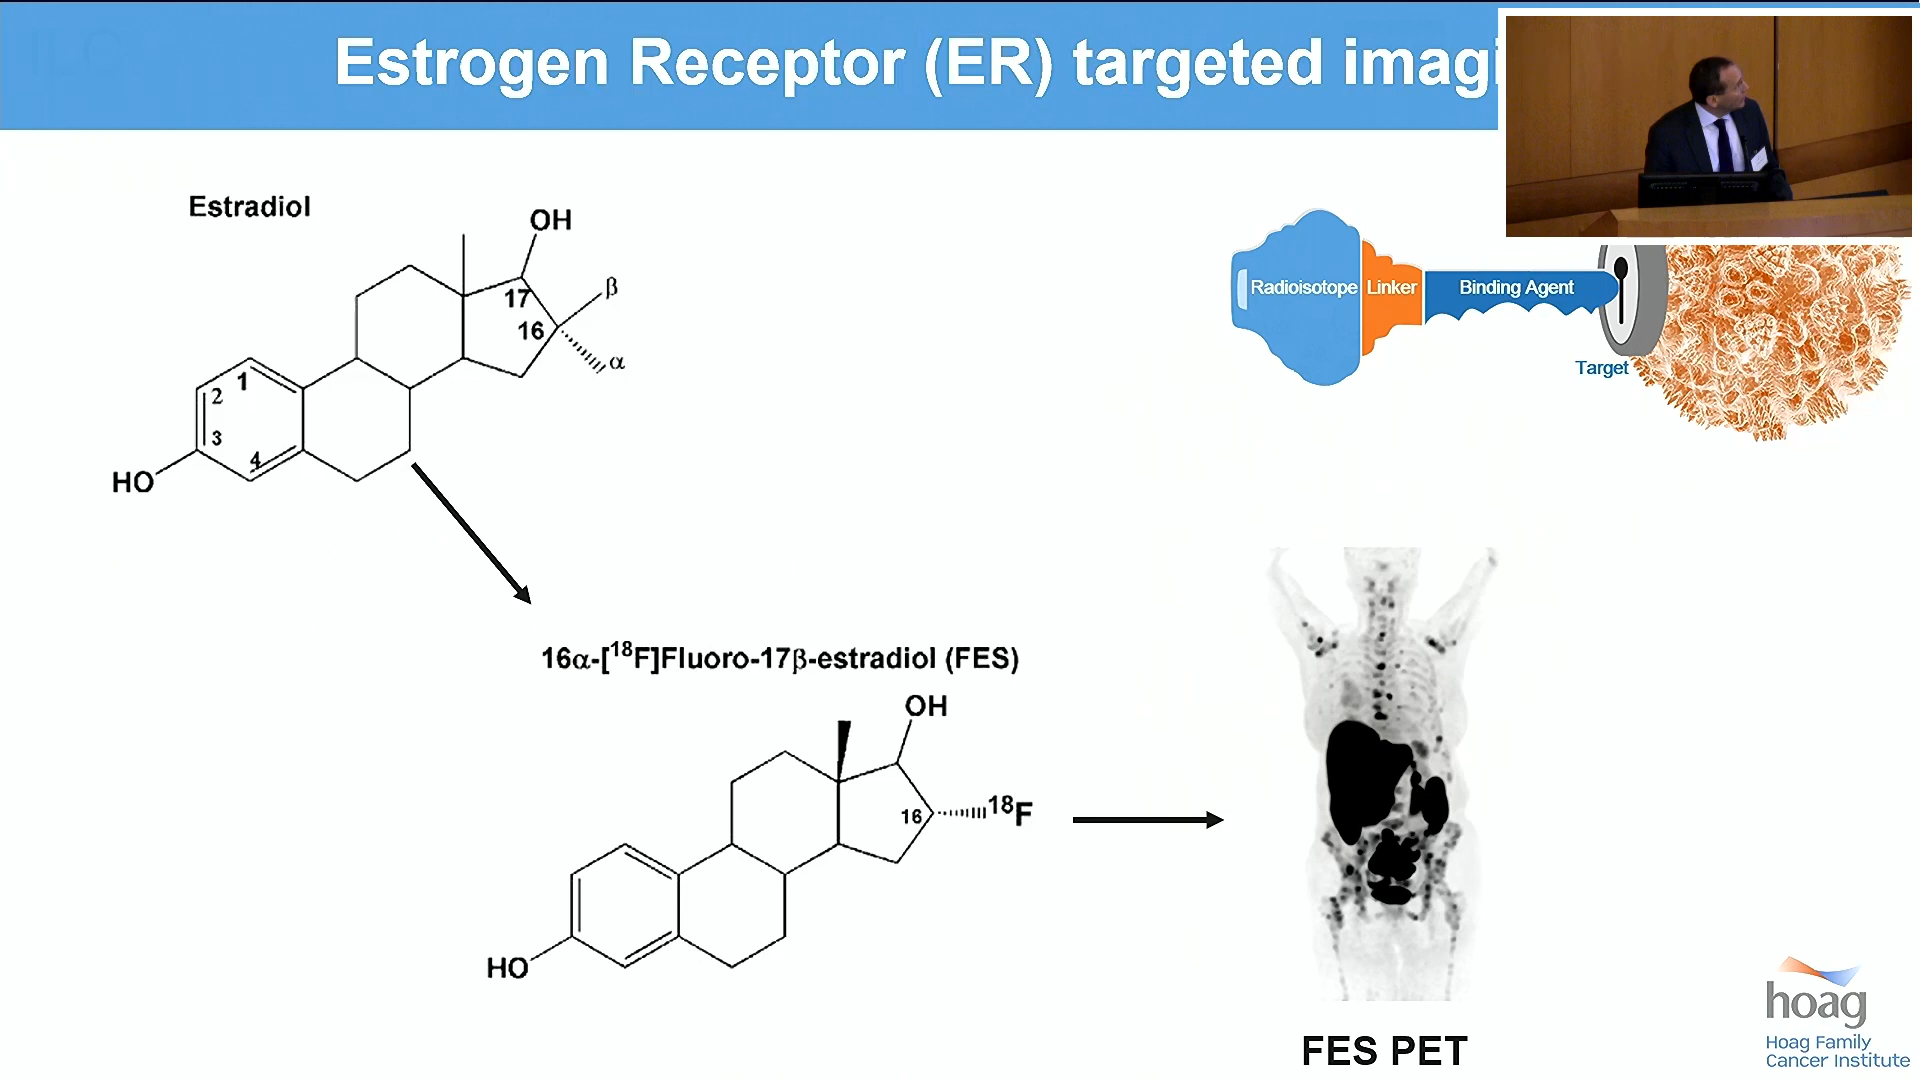 Estrogen Receptor (ER) targeted imagi
Estradiol
OH
17
β
16
α
1
2
3
4
HO
Radioisotope
Linker
Binding Agent
Target
16α-[¹⁸F]Fluoro-17β-estradiol (FES)
OH
16
¹⁸F
HO
FES PET
hoag
Hoag Family
Cancer Institute